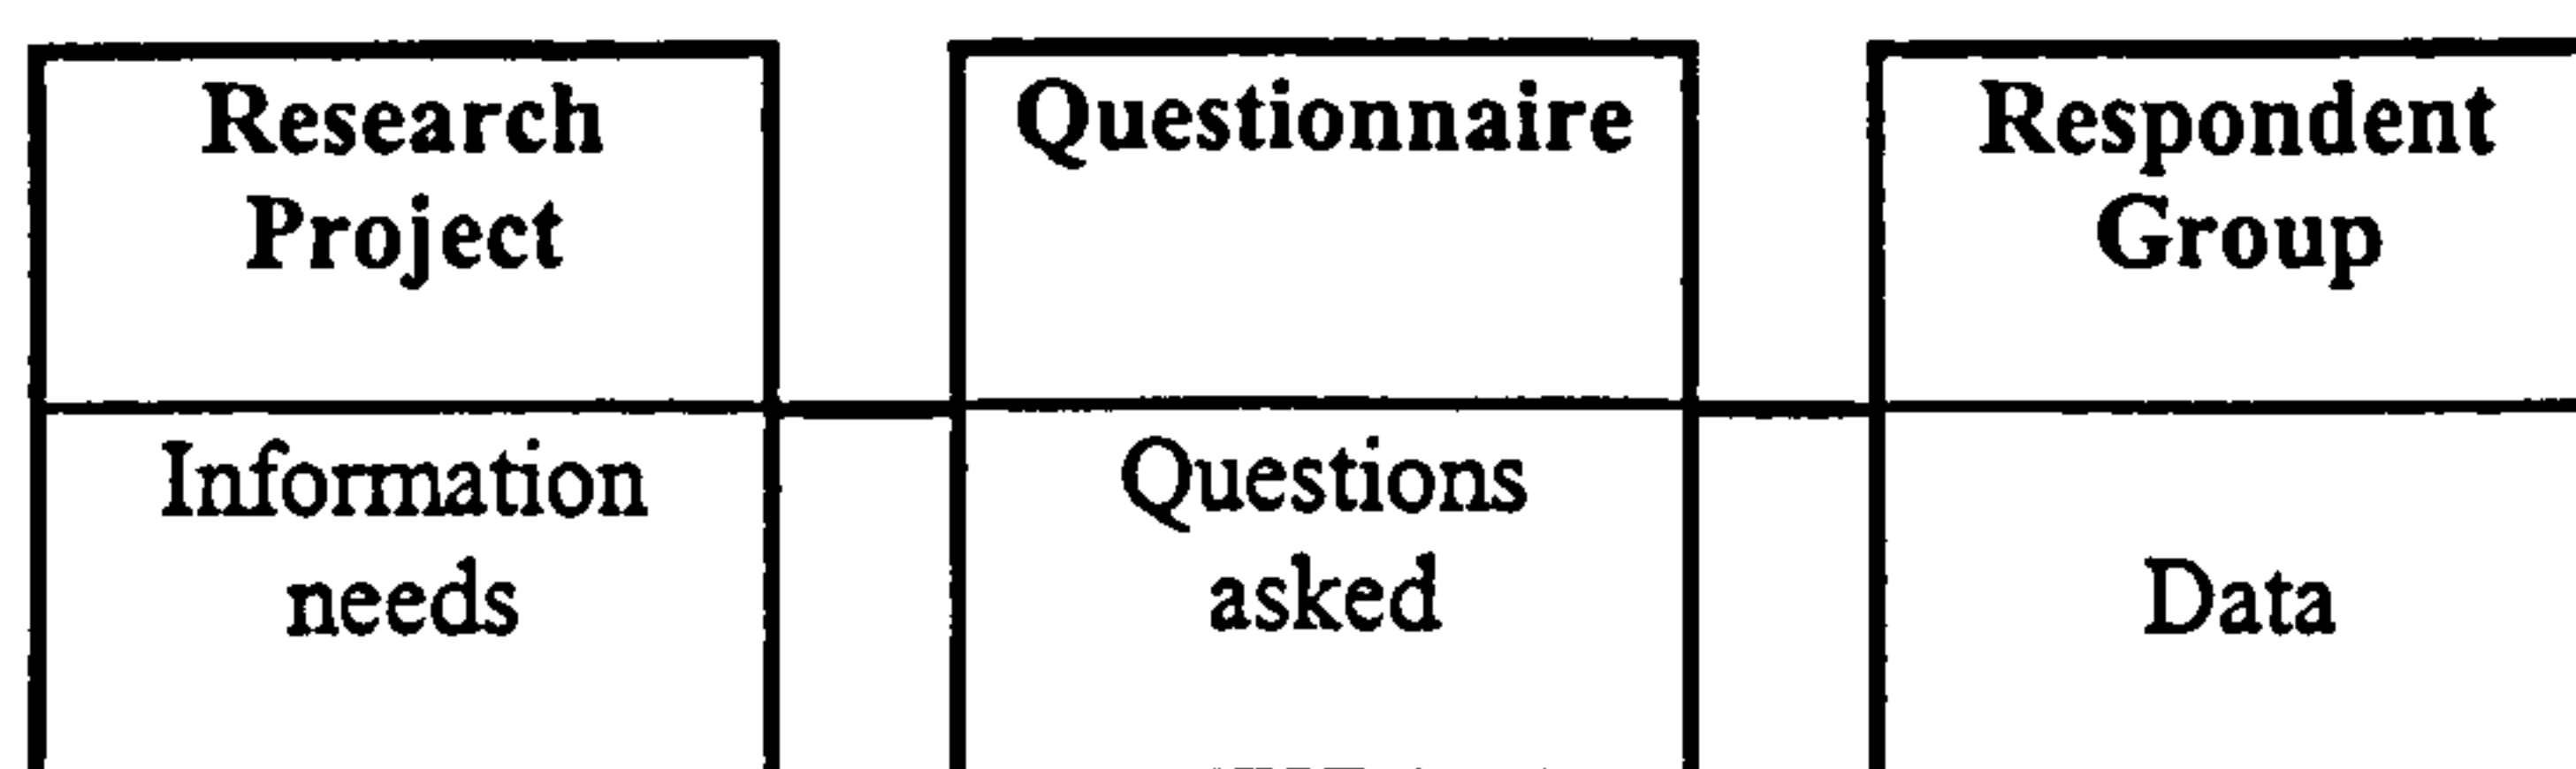 Research
Project
Questionnaire
Respondent
Group
Information
needs
Questions
asked
Data